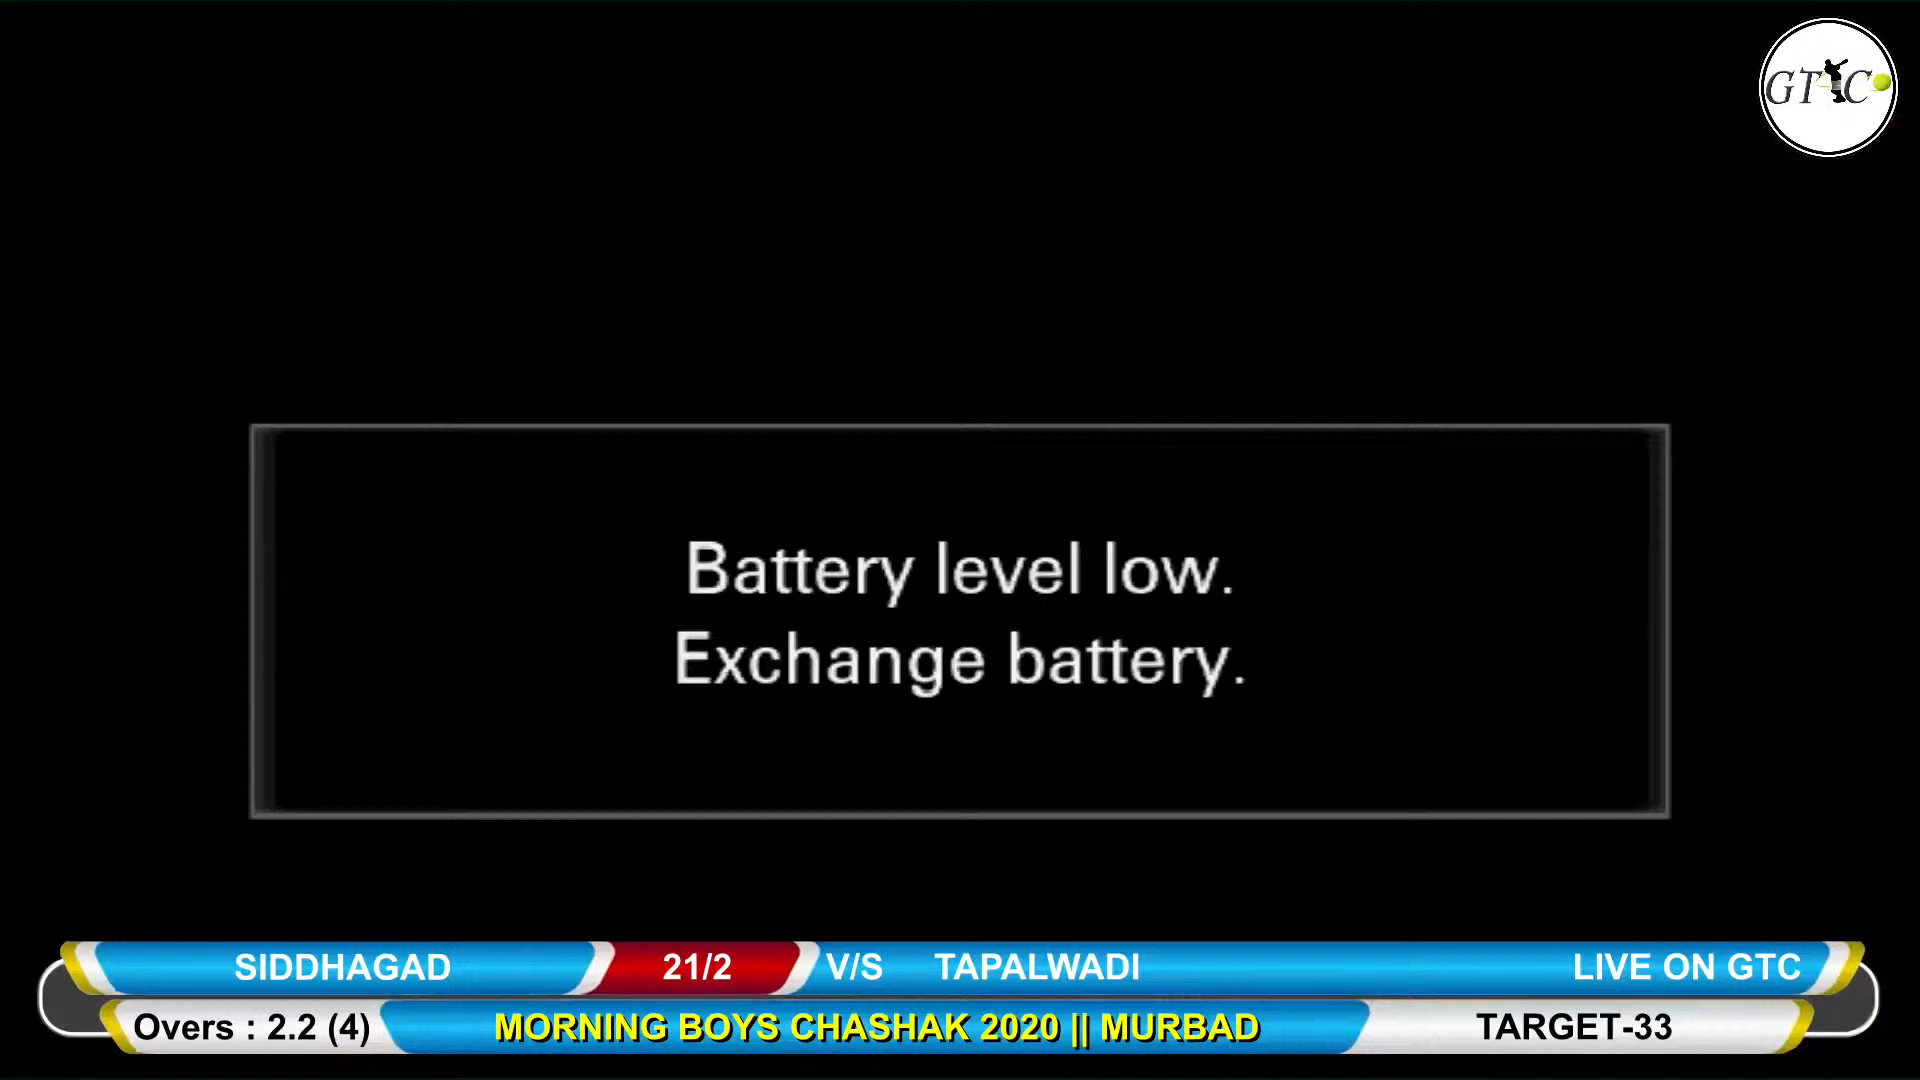 GTC
Battery level low.
Exchange battery.
SIDDHAGAD 21/2 V/S TAPALWADI LIVE ON GTC
Overs : 2.2 (4) MORNING BOYS CHASHAK 2020 || MURBAD TARGET-33